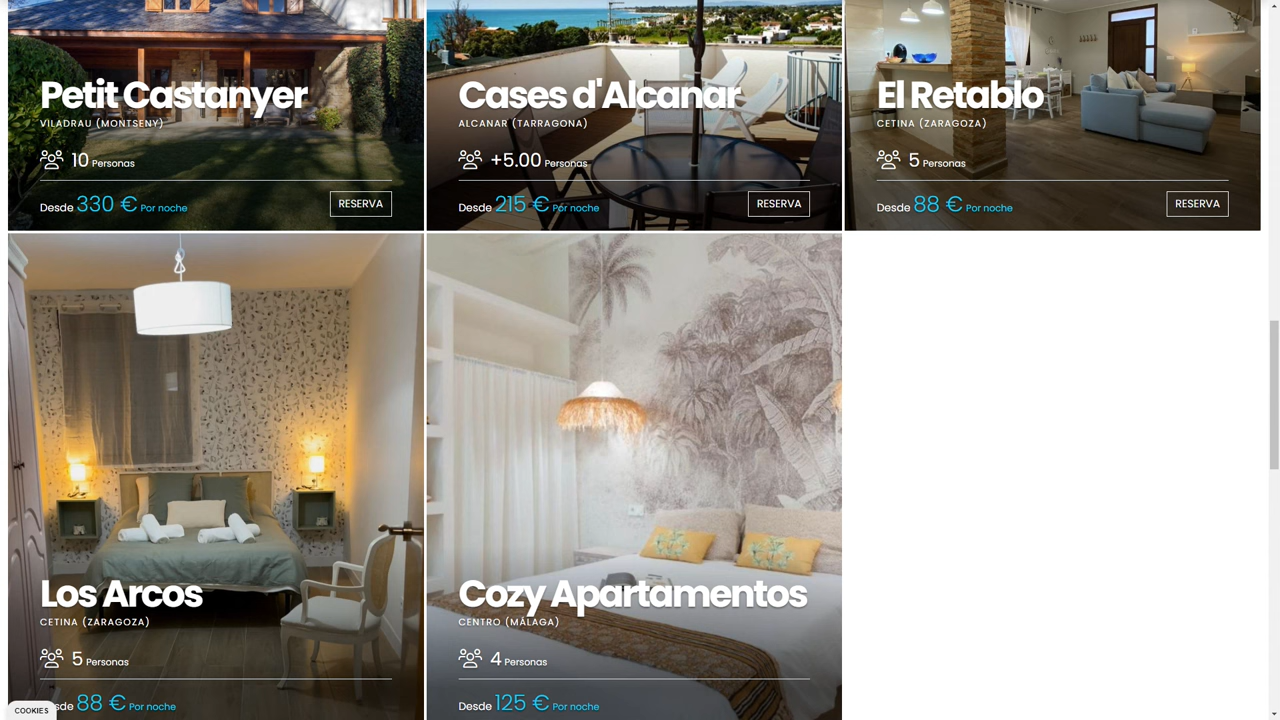 Petit Castanyer
VILADRAU (MONTSENY)
10 Personas
Desde 330 € Por noche
RESERVA
Cases d'Alcanar
ALCANAR (TARRAGONA)
+5.00 Personas
Desde 215 € Por noche
RESERVA
El Retablo
CETINA (ZARAGOZA)
5 Personas
Desde 88 € Por noche
RESERVA
Los Arcos
CETINA (ZARAGOZA)
5 Personas
sde 88 € Por noche
Cozy Apartamentos
CENTRO (MÁLAGA)
4 Personas
Desde 125 € Por noche
COOKIES